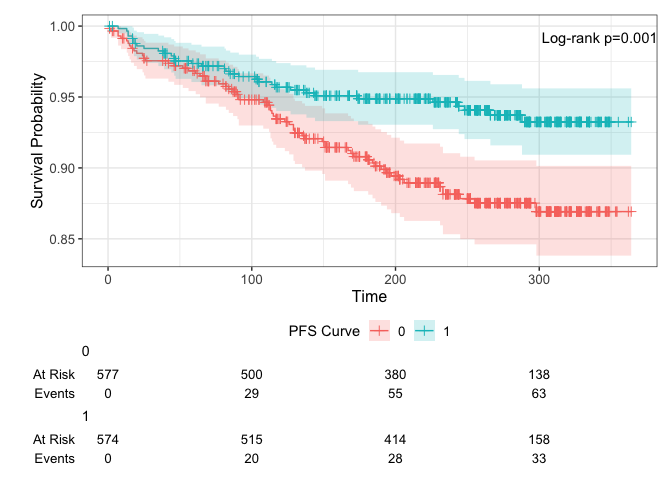 1.00
0.95
0.90
0.85
Survival Probability
Log-rank p=0.001
0 100 200 300
Time
PFS Curve 0 1
0
At Risk 577 500 380 138
Events 0 29 55 63
1
At Risk 574 515 414 158
Events 0 20 28 33